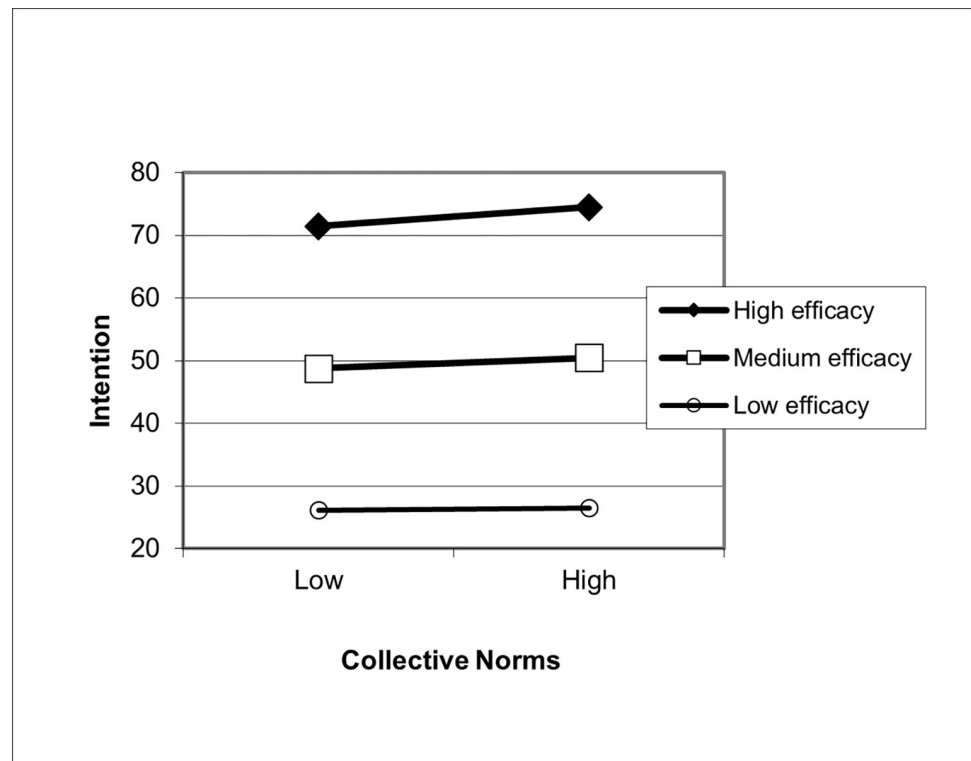 80
70
60
50
40
30
20
Intention
Low
High
Collective Norms
High efficacy
Medium efficacy
Low efficacy